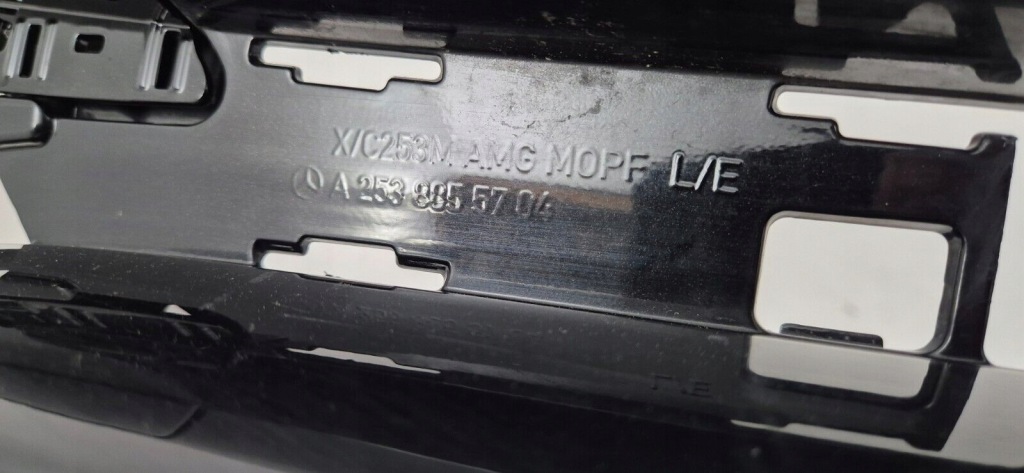 X/C253M AMG MOPF L/E
A 253 885 57 04